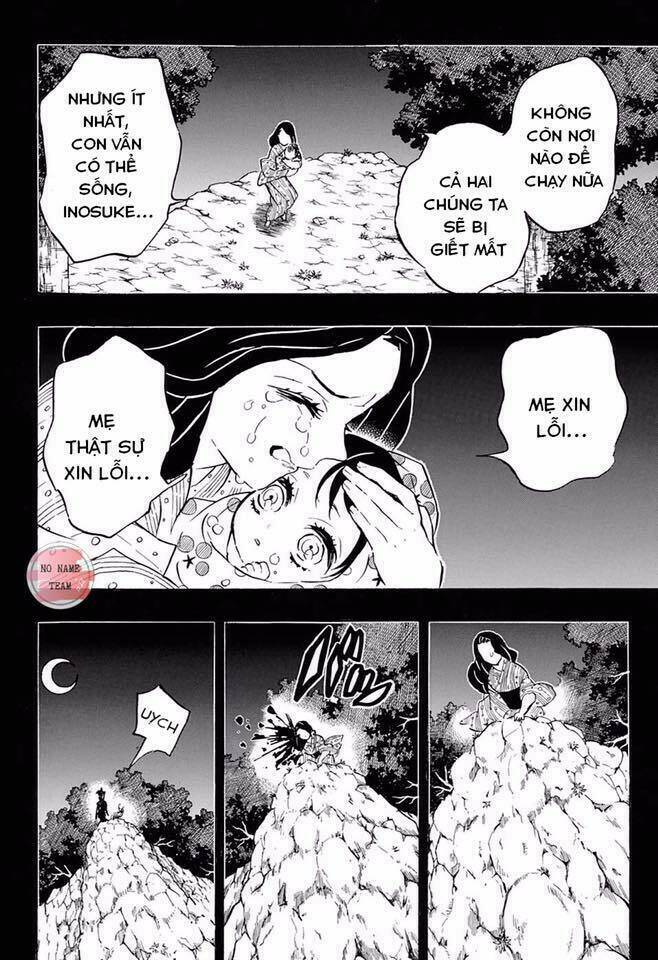 KHÔNG
CÒN NƠI
NÀO ĐỂ
CHẠY NỮA
CẢ HAI
CHÚNG TA
SẼ BỊ
GIẾT MẤT
NHƯNG ÍT
NHẤT,
CON VẪN
CÓ THỂ
SỐNG,
INOSUKE...
MẸ XIN
LỖI...
MẸ
THẬT SỰ
XIN LỖI...
NO NAME
TEAM
UỴCH